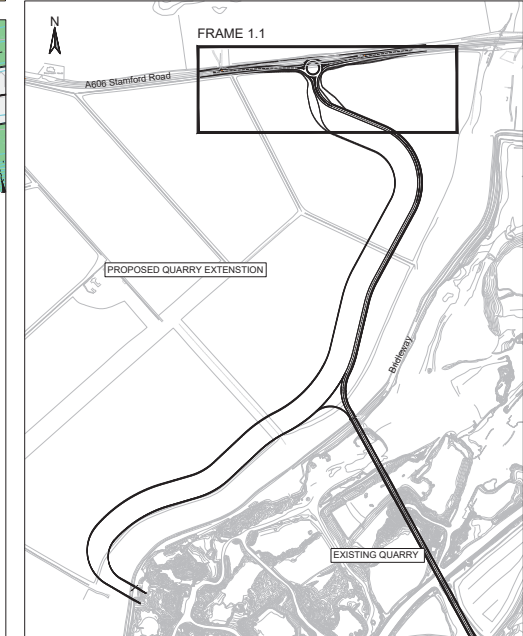 N
FRAME 1.1
A606 Stamford Road
PROPOSED QUARRY EXTENSTION
Bridleway
EXISTING QUARRY